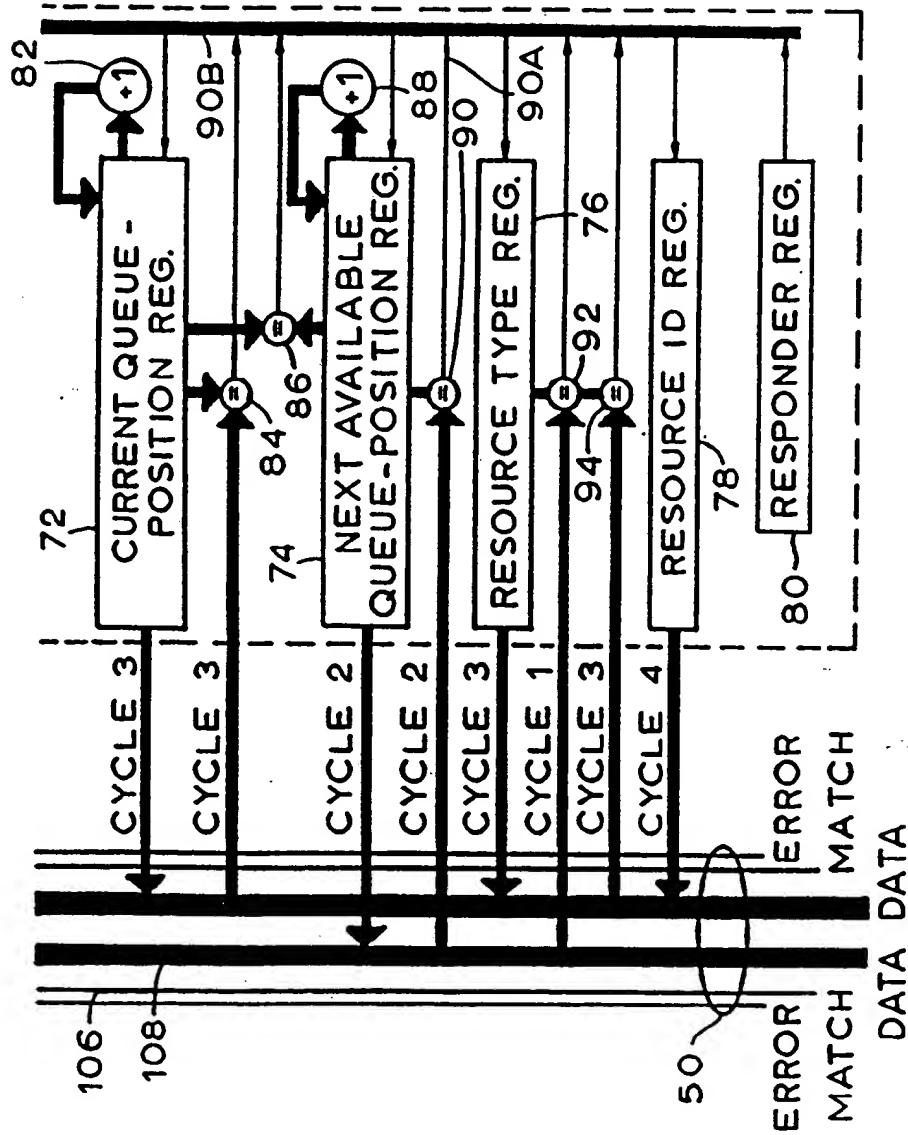 82
+1
90B
72
CURRENT QUEUE -
POSITION REG.
CYCLE 3
=
84
CYCLE 3
=
86
+1
88
74
NEXT AVAILABLE
QUEUE-POSITION REG.
CYCLE 2
=
90
90A
CYCLE 2
RESOURCE TYPE REG.
76
CYCLE 3
=
92
CYCLE 1
=
94
CYCLE 3
RESOURCE ID REG.
78
CYCLE 4
RESPONDER REG.
80
106
108
50
ERROR
MATCH
DATA
DATA
MATCH
ERROR